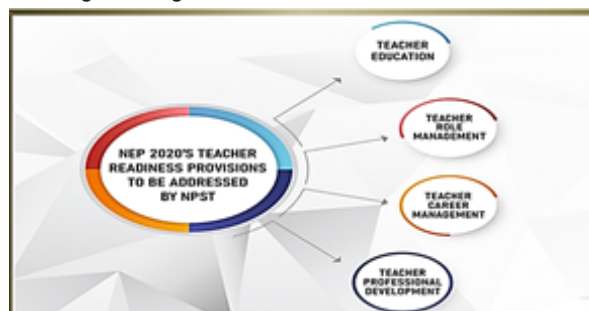 NEP 2020'S TEACHER
READINESS PROVISIONS
TO BE ADDRESSED
BY NPST
TEACHER
EDUCATION
TEACHER
ROLE
MANAGEMENT
TEACHER
CAREER
MANAGEMENT
TEACHER
PROFESSIONAL
DEVELOPMENT